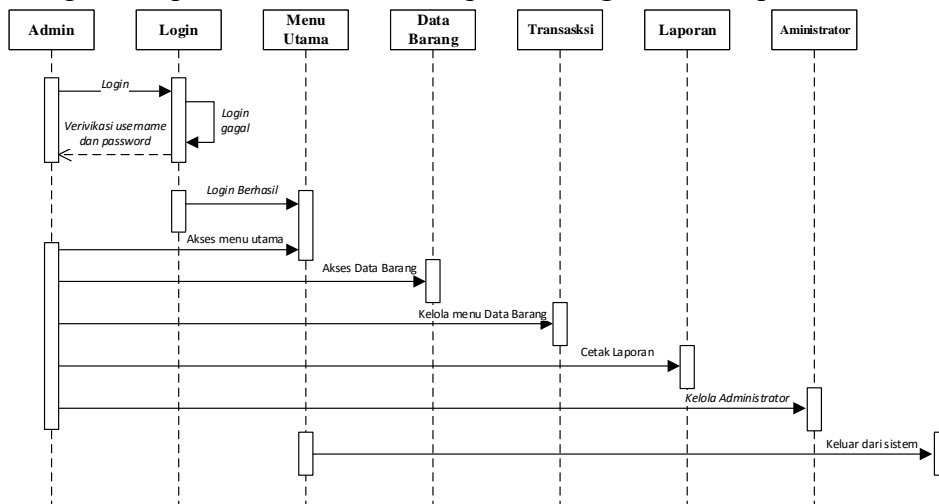 Admin
Login
Menu
Utama
Data
Barang
Transasksi
Laporan
Aministrator
Login
Login
gagal
Verivikasi username
dan password
Login Berhasil
Akses menu utama
Akses Data Barang
Kelola menu Data Barang
Cetak Laporan
Kelola Administrator
Keluar dari sistem